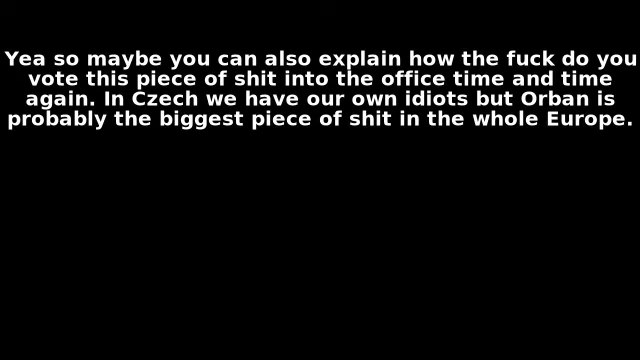 Yea so maybe you can also explain how the fuck do you
vote this piece of shit into the office time and time
again. In Czech we have our own idiots but Orban is
probably the biggest piece of shit in the whole Europe.